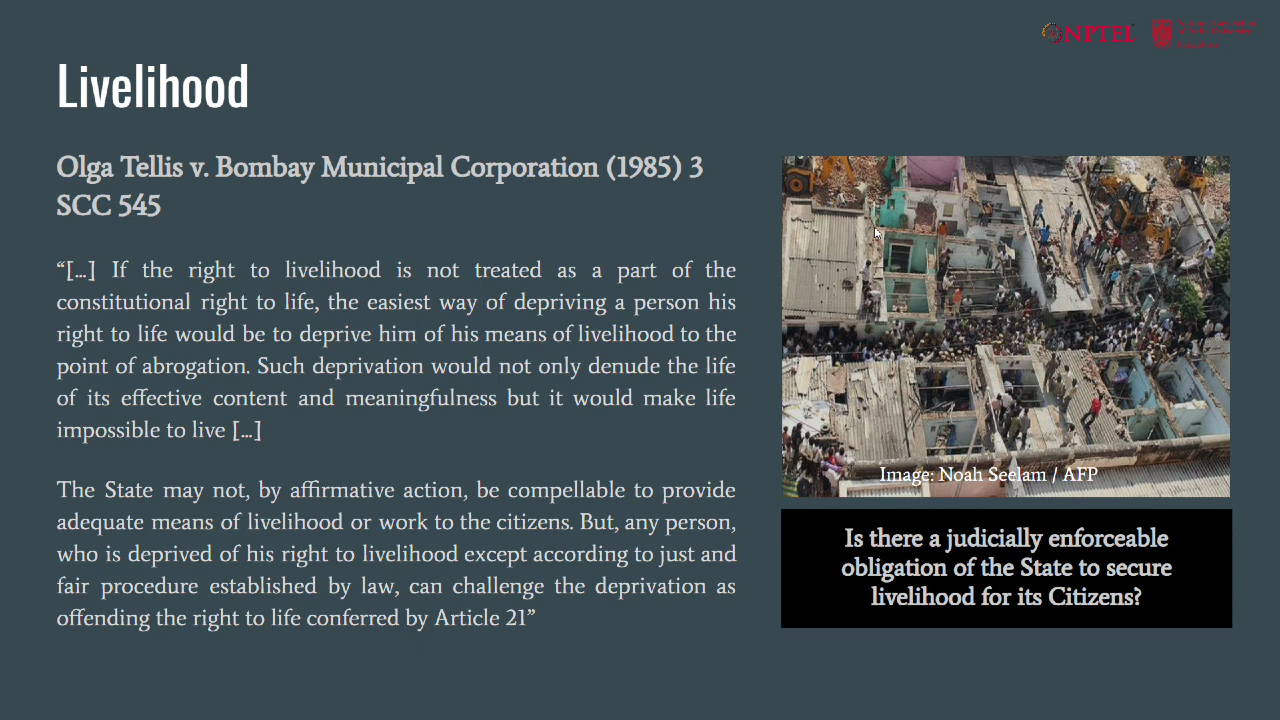 NPTEL
Livelihood
Olga Tellis v. Bombay Municipal Corporation (1985) 3
SCC 545
“[...] If the right to livelihood is not treated as a part of the
constitutional right to life, the easiest way of depriving a person his
right to life would be to deprive him of his means of livelihood to the
point of abrogation. Such deprivation would not only denude the life
of its effective content and meaningfulness but it would make life
impossible to live [...]
The State may not, by affirmative action, be compellable to provide
adequate means of livelihood or work to the citizens. But, any person,
who is deprived of his right to livelihood except according to just and
fair procedure established by law, can challenge the deprivation as
offending the right to life conferred by Article 21”
Image: Noah Seelam / AFP
Is there a judicially enforceable
obligation of the State to secure
livelihood for its Citizens?